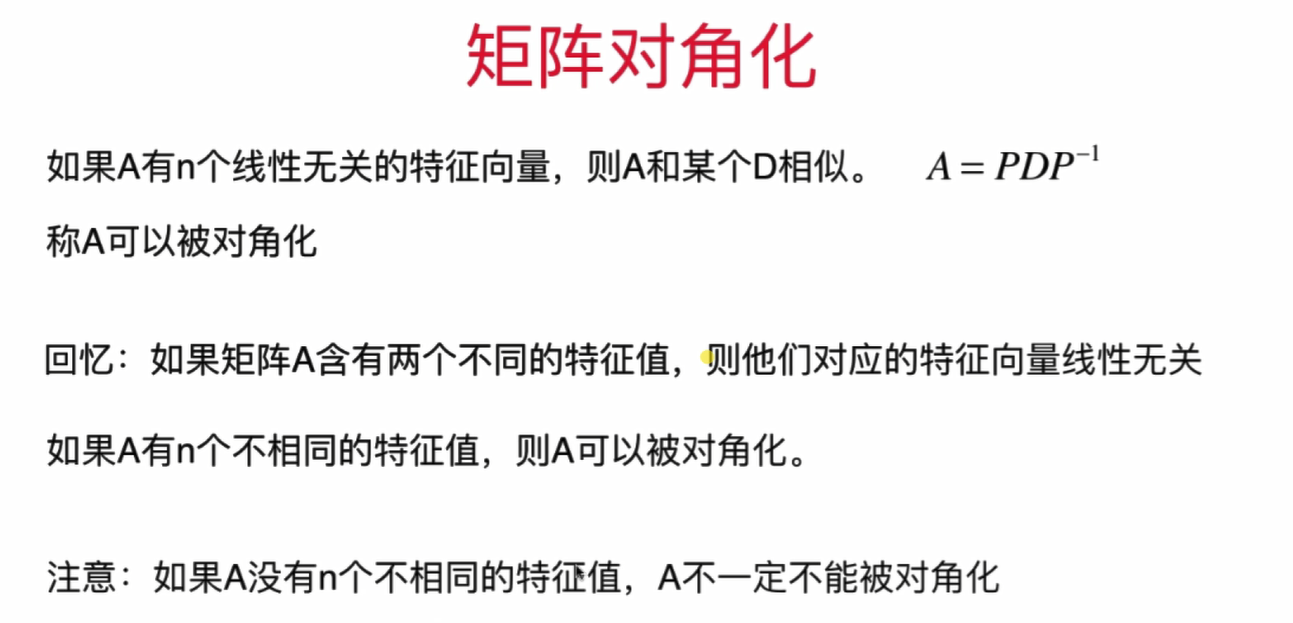 矩阵对角化
如果A有n个线性无关的特征向量，则A和某个D相似。 A = PDP⁻¹
称A可以被对角化
回忆：如果矩阵A含有两个不同的特征值，则他们对应的特征向量线性无关
如果A有n个不相同的特征值，则A可以被对角化。
注意：如果A没有n个不相同的特征值，A不一定不能被对角化